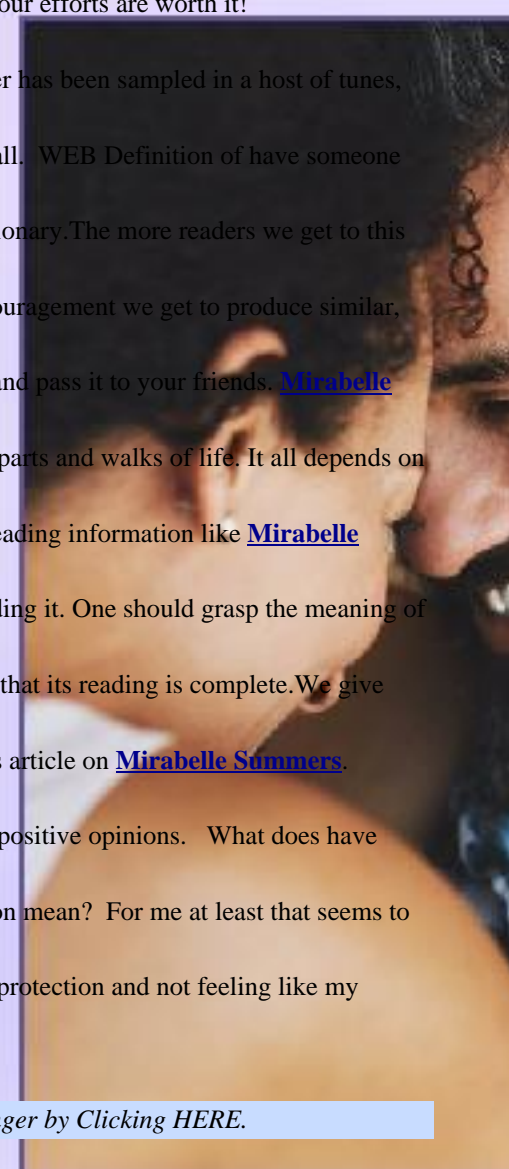 our efforts are worth it!
er has been sampled in a host of tunes,
all. WEB Definition of have someone
ionary.The more readers we get to this
ouragement we get to produce similar,
and pass it to your friends. Mirabelle
parts and walks of life. It all depends on
eading information like Mirabelle
ding it. One should grasp the meaning of
that its reading is complete.We give
s article on Mirabelle Summers.
positive opinions. What does have
on mean? For me at least that seems to
protection and not feeling like my
nger by Clicking HERE.